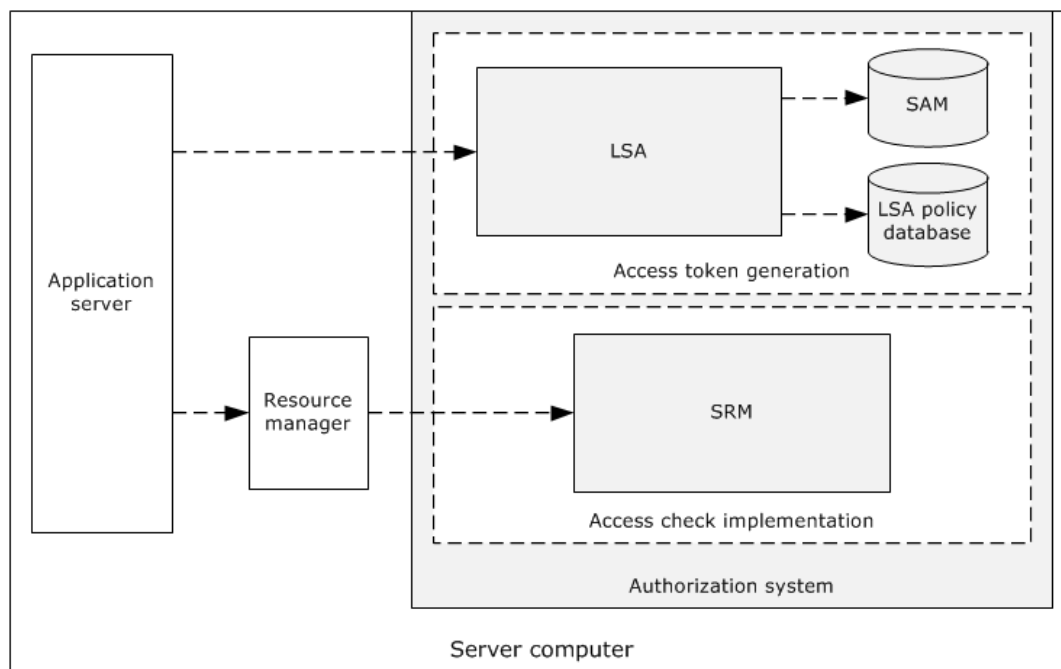 SAM
LSA
LSA policy
database
Access token generation
Application
server
Resource
manager
SRM
Access check implementation
Authorization system
Server computer